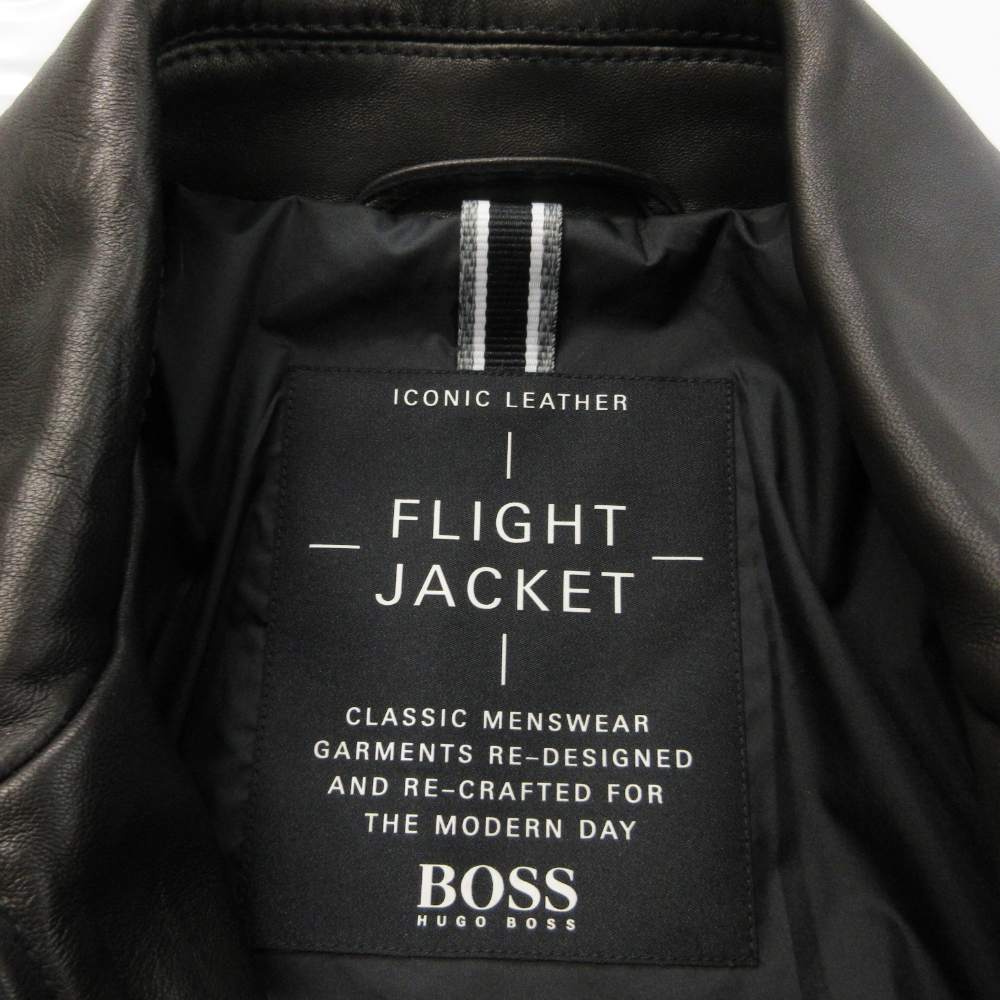 ICONIC LEATHER
FLIGHT
JACKET
CLASSIC MENSWEAR
GARMENTS RE-DESIGNED
AND RE-CRAFTED FOR
THE MODERN DAY
BOSS
HUGO BOSS